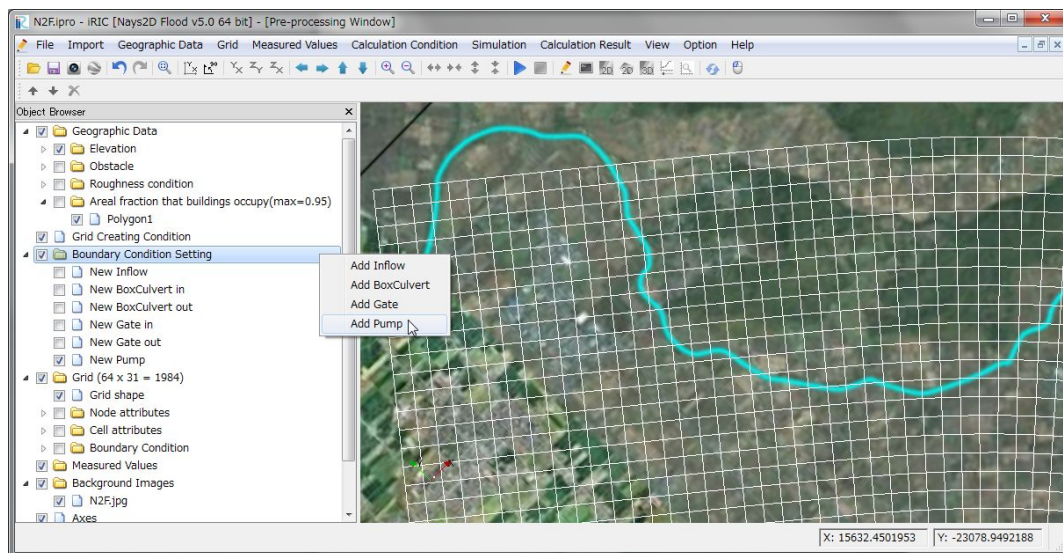 N2F.ipro - iRIC [Nays2D Flood v5.0 64 bit] - [Pre-processing Window]
File Import Geographic Data Grid Measured Values Calculation Condition Simulation Calculation Result View Option Help
Object Browser
Geographic Data
Elevation
Obstacle
Roughness condition
Areal fraction that buildings occupy(max=0.95)
Polygon1
Grid Creating Condition
Boundary Condition Setting
New Inflow
New BoxCulvert in
New BoxCulvert out
New Gate in
New Gate out
New Pump
Grid (64 x 31 = 1984)
Grid shape
Node attributes
Cell attributes
Boundary Condition
Measured Values
Background Images
N2F.jpg
Axes
Add Inflow
Add BoxCulvert
Add Gate
Add Pump
X: 15632.4501953 Y: -23078.9492188